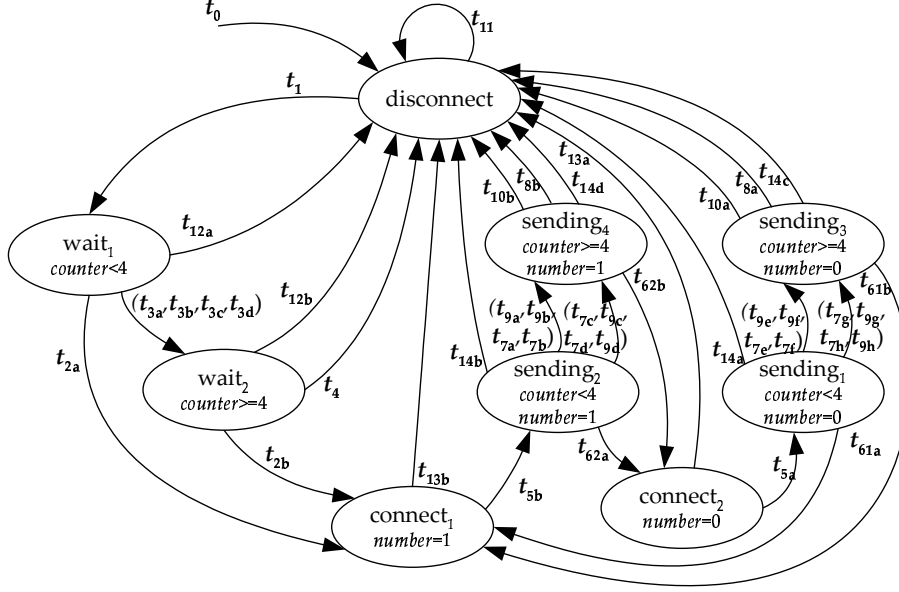 t0
t11
disconnect
t1
t13a
t12a
t10b
t8b
t14d
t10a
t8a
t14c
wait1
counter<4
sending4
counter>=4
number=1
sending3
counter>=4
number=0
(t3a,t3b,t3c,t3d)
t12b
t62b
t61b
(t9a,t9b,
t7a,t7b)
(t7c,t9c,
t7d,t9d)
(t9e,t9f,
t7e,t7f)
(t7g,t9g,
t7h,t9h)
t2a
t4
t14b
t14a
wait2
counter>=4
sending2
counter<4
number=1
sending1
counter<4
number=0
t2b
t13b
t5b
t62a
t5a
t61a
connect1
number=1
connect2
number=0